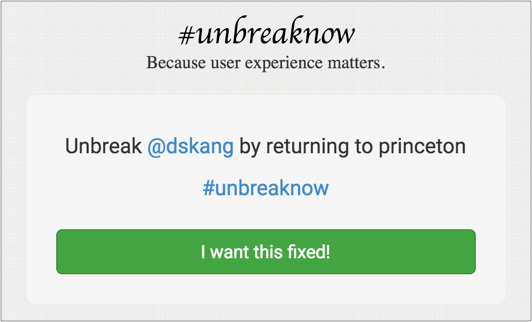 #unbreaknow
Because user experience matters.
Unbreak @dskang by returning to princeton
#unbreaknow
I want this fixed!